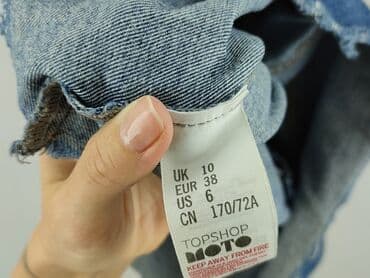 UK 10
EUR 38
US 6
CN 170/72A
TOPSHOP
MOTO
KEEP AWAY FROM FIRE